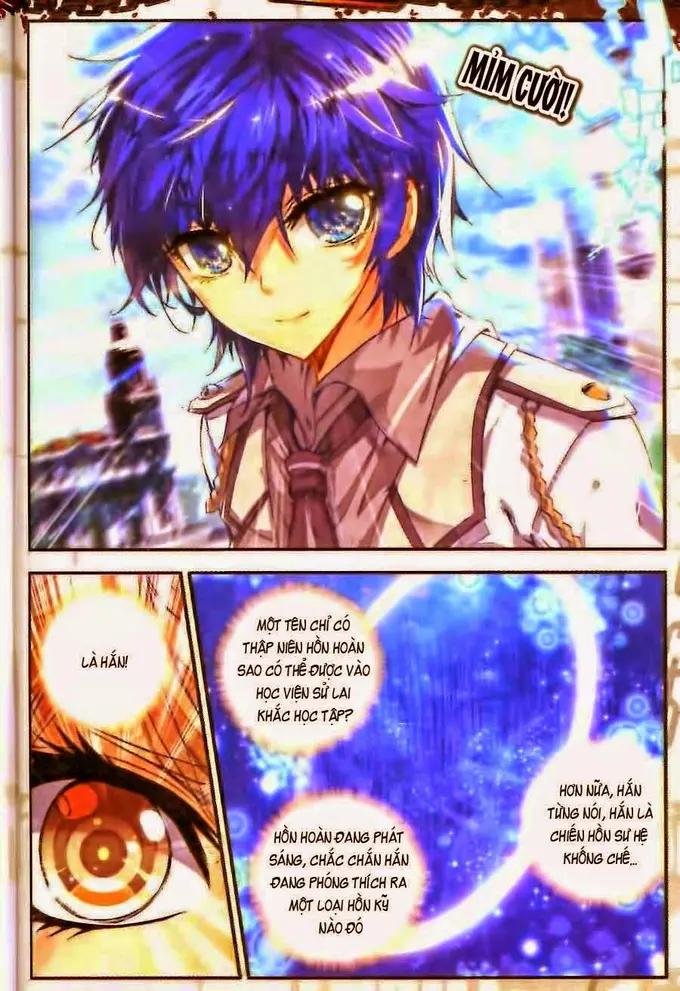 MỈM CƯỜI!
LÀ HẮN!
MỘT TÊN CHỈ CÓ
THẬP NIÊN HỒN HOÀN
SAO CÓ THỂ ĐƯỢC VÀO
HỌC VIỆN SỬ LAI
KHẮC HỌC TẬP?
HƠN NỮA, HẮN
TỪNG NÓI, HẮN LÀ
CHIẾN HỒN SƯ HỆ
KHỐNG CHẾ...
HỒN HOÀN ĐANG PHÁT
SÁNG, CHẮC CHẮN HẮN
ĐANG PHÓNG THÍCH RA
MỘT LOẠI HỒN KỸ
NÀO ĐÓ